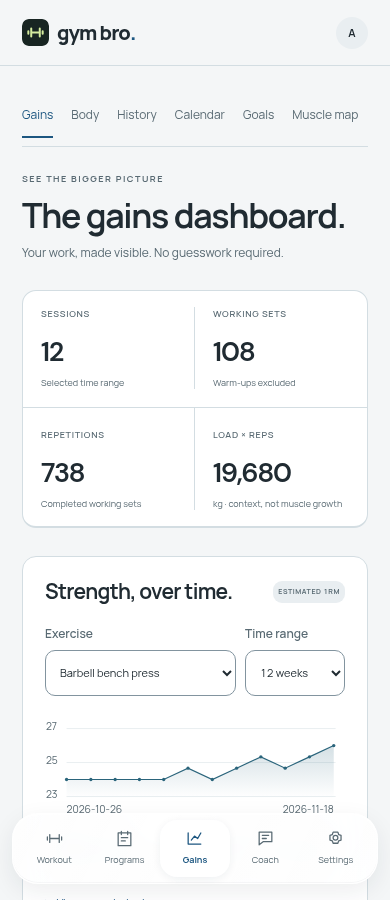 gym bro.
A
Gains Body History Calendar Goals Muscle map
SEE THE BIGGER PICTURE
The gains dashboard.
Your work, made visible. No guesswork required.
SESSIONS
12
Selected time range
WORKING SETS
108
Warm-ups excluded
REPETITIONS
738
Completed working sets
LOAD × REPS
19,680
kg · context, not muscle growth
Strength, over time.
ESTIMATED 1RM
Exercise
Time range
Barbell bench press
12 weeks
27
25
23
2026-10-26
2026-11-18
Workout
Programs
Gains
Coach
Settings